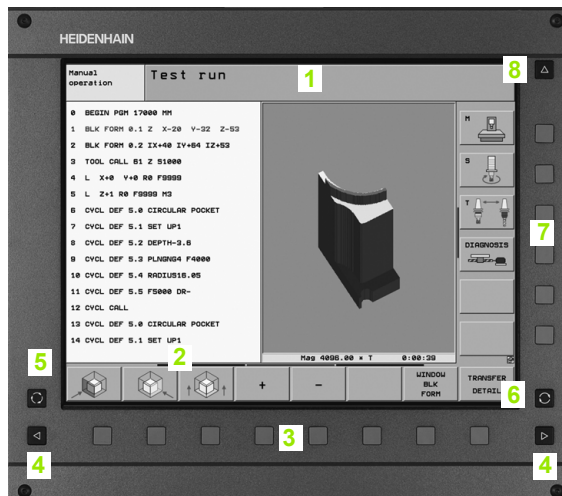 HEIDENHAIN
Manual operation
Test run
1
8
0 BEGIN PGM 17000 MM
1 BLK FORM 0.1 Z X-20 Y-32 Z-53
2 BLK FORM 0.2 IX+40 IY+64 IZ+53
3 TOOL CALL 61 Z S1000
4 L X+0 Y+0 R0 F9999
5 L Z+1 R0 F9999 M3
6 CYCL DEF 5.0 CIRCULAR POCKET
7 CYCL DEF 5.1 SET UP1
8 CYCL DEF 5.2 DEPTH-3.6
9 CYCL DEF 5.3 PLNGNG4 F4000
10 CYCL DEF 5.4 RADIUS16.05
11 CYCL DEF 5.5 F5000 DR-
12 CYCL CALL
13 CYCL DEF 5.0 CIRCULAR POCKET
14 CYCL DEF 5.1 SET UP1
M
S
T
DIAGNOSIS
7
Mag 4096.00 * T 0:00:39
5
2
+
-
WINDOW
BLK
FORM
TRANSFER
DETAIL
6
3
4
4